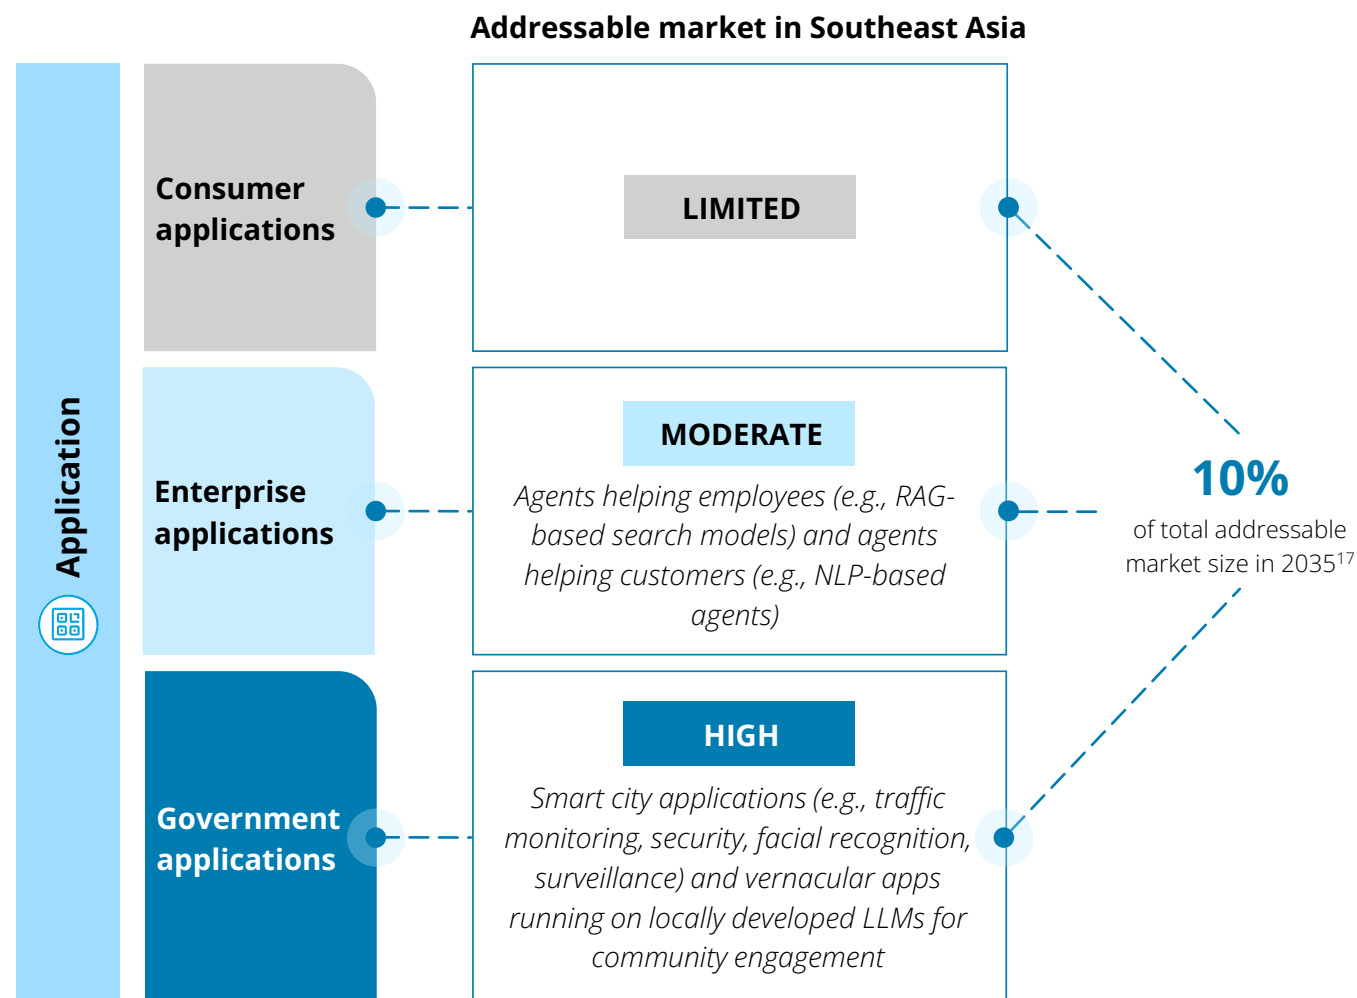 Addressable market in Southeast Asia
Application
Consumer
applications
LIMITED
Enterprise
applications
MODERATE
Agents helping employees (e.g., RAG-
based search models) and agents
helping customers (e.g., NLP-based
agents)
Government
applications
HIGH
Smart city applications (e.g., traffic
monitoring, security, facial recognition,
surveillance) and vernacular apps
running on locally developed LLMs for
community engagement
10%
of total addressable
market size in 2035¹⁷